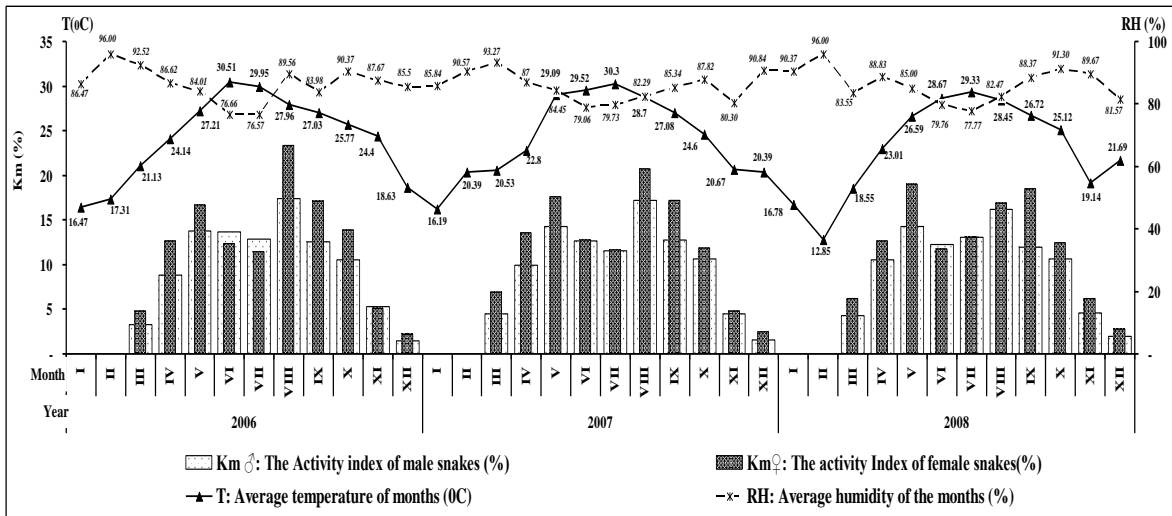 T(0C)
RH (%)
Km (%)
35
30
25
20
15
10
5
-
100
80
60
40
20
-
86.47 96.00 92.52 86.62 84.01 76.66 76.57 89.56 83.98 90.37 87.67 85.5 85.84 90.57 93.27 87 84.45 79.06 79.73 82.29 85.34 87.82 80.30 90.84 90.37 96.00 83.55 88.83 85.00 79.76 77.77 82.47 88.37 91.30 89.67 81.57
16.47 17.31 21.13 24.14 27.21 30.51 29.95 27.96 27.03 25.77 24.4 18.63 16.19 20.39 20.53 22.8 29.09 29.52 30.3 28.7 27.08 24.6 20.67 20.39 16.78 12.85 18.55 23.01 26.59 28.67 29.33 28.45 26.72 25.12 19.14 21.69
Month I II III IV V VI VII VIII IX X XI XII I II III IV V VI VII VIII IX X XI XII I II III IV V VI VII VIII IX X XI XII
Year 2006 2007 2008
Km ♂: The Activity index of male snakes (%)
Km♀: The activity Index of female snakes(%)
T: Average temperature of months (0C)
RH: Average humidity of the months (%)